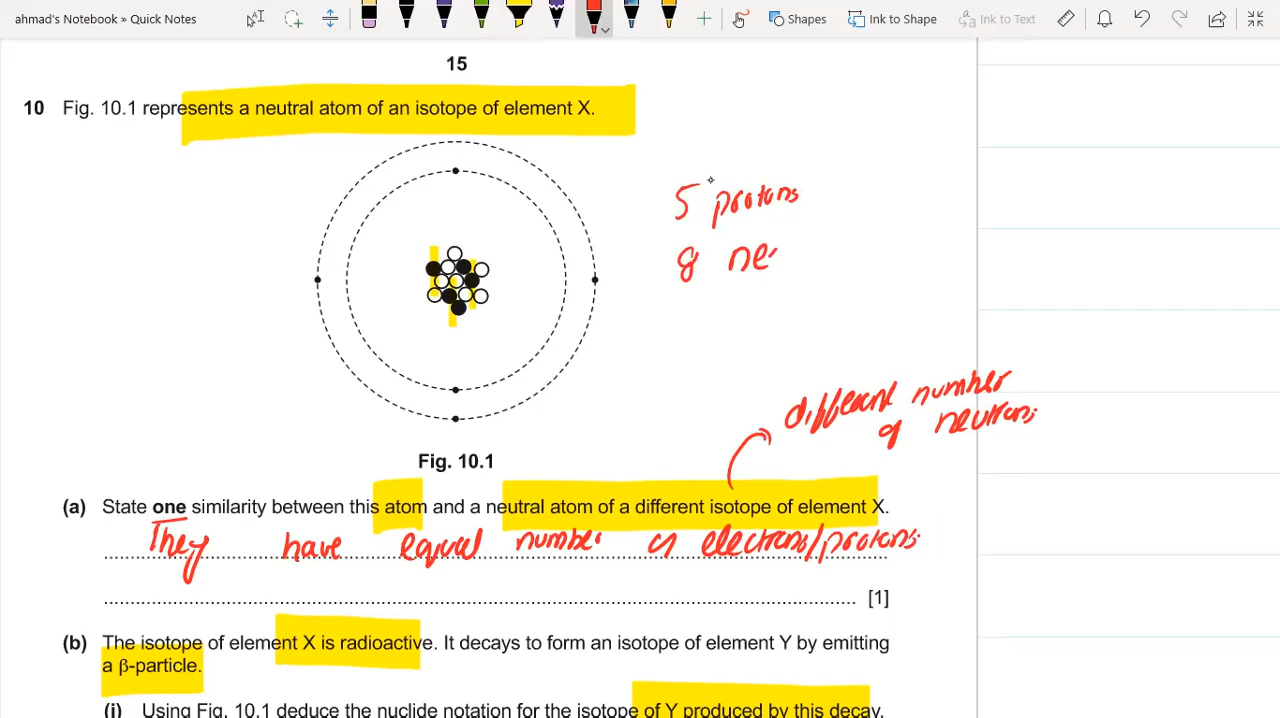 ahmad's Notebook » Quick Notes
Shapes
Ink to Shape
Ink to Text
15
10 Fig. 10.1 represents a neutral atom of an isotope of element X.
5 protons
8 ne
different number
of neutrons
Fig. 10.1
(a) State one similarity between this atom and a neutral atom of a different isotope of element X.
They have equal number of electrons/protons.
[1]
(b) The isotope of element X is radioactive. It decays to form an isotope of element Y by emitting
a β-particle.
(i) Using Fig. 10.1 deduce the nuclide notation for the isotope of Y produced by this decay.